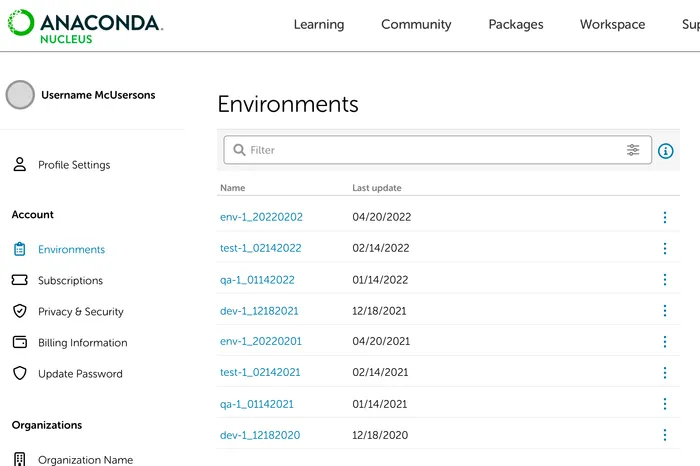 ANACONDA.
NUCLEUS
Learning Community Packages Workspace Sup
Username McUsersons
Profile Settings
Account
Environments
Subscriptions
Privacy & Security
Billing Information
Update Password
Organizations
Organization Name
Environments
Filter
Name Last update
env-1_20220202 04/20/2022
test-1_02142022 02/14/2022
qa-1_01142022 01/14/2022
dev-1_12182021 12/18/2021
env-1_20220201 04/20/2021
test-1_02142021 02/14/2021
qa-1_01142021 01/14/2021
dev-1_12182020 12/18/2020